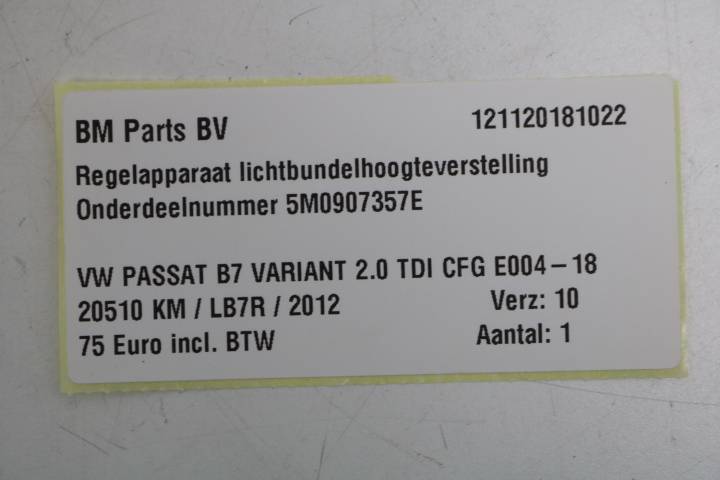 BM Parts BV 121120181022
Regelapparaat lichtbundelhoogteverstelling
Onderdeelnummer 5M0907357E
VW PASSAT B7 VARIANT 2.0 TDI CFG E004-18
20510 KM / LB7R / 2012 Verz: 10
75 Euro incl. BTW Aantal: 1